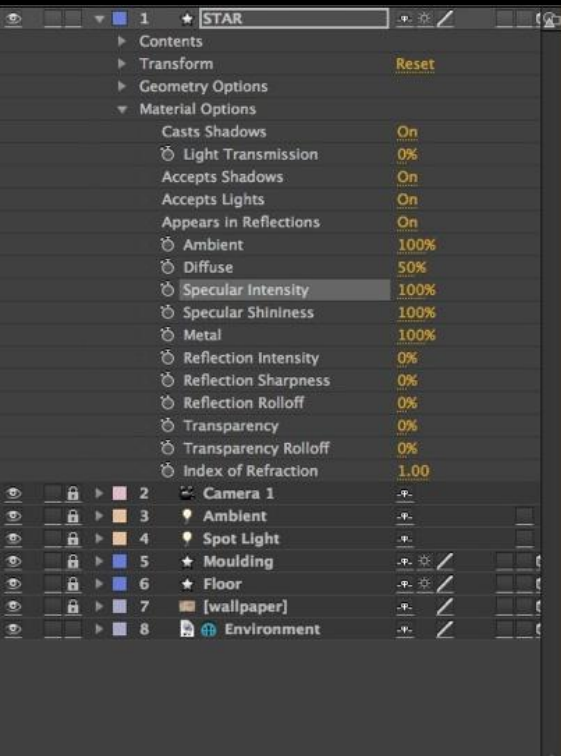 1 STAR
Contents
Transform Reset
Geometry Options
Material Options
Casts Shadows On
Light Transmission 0%
Accepts Shadows On
Accepts Lights On
Appears in Reflections On
Ambient 100%
Diffuse 50%
Specular Intensity 100%
Specular Shininess 100%
Metal 100%
Reflection Intensity 0%
Reflection Sharpness 0%
Reflection Rolloff 0%
Transparency 0%
Transparency Rolloff 0%
Index of Refraction 1.00
2 Camera 1
3 Ambient
4 Spot Light
5 Moulding
6 Floor
7 [wallpaper]
8 Environment